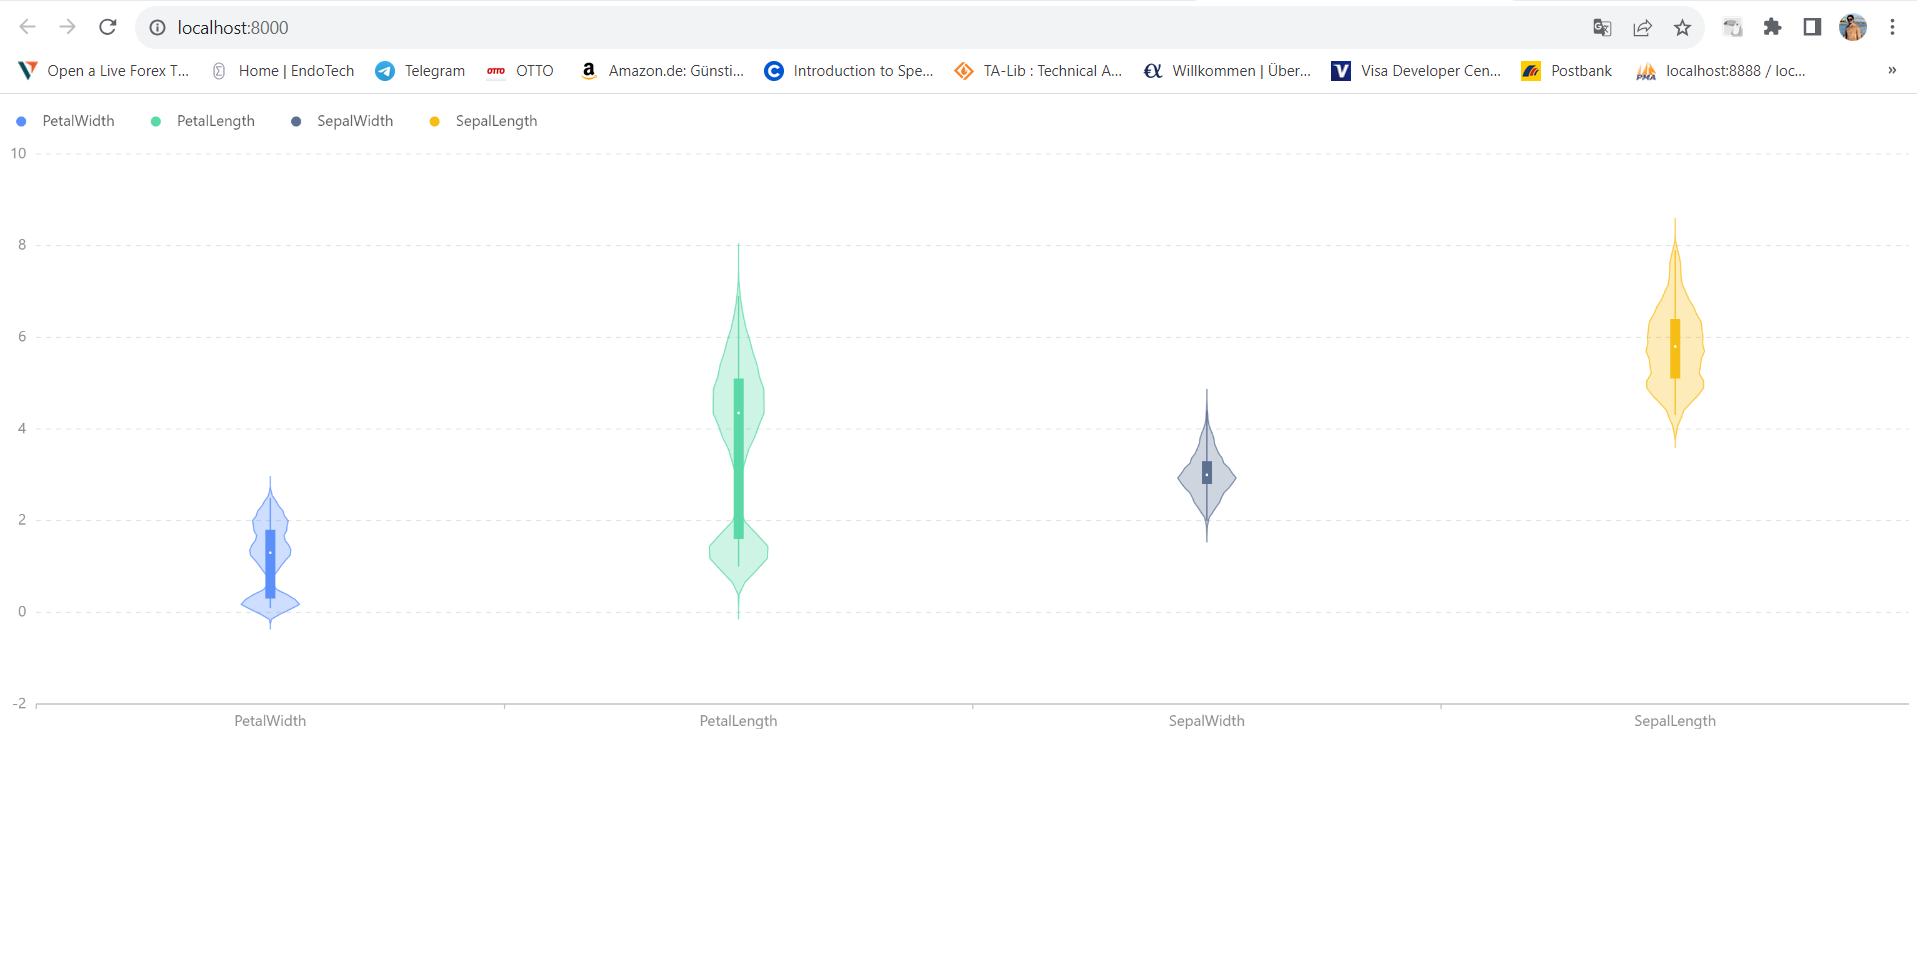 localhost:8000
Open a Live Forex T... Home | EndoTech Telegram OTTO OTTO a Amazon.de: Günsti... C Introduction to Spe... TA-Lib : Technical A... Willkommen | Über... V Visa Developer Cen... Postbank PMA localhost:8888 / loc... »
PetalWidth PetalLength SepalWidth SepalLength
10
8
6
4
2
0
-2
PetalWidth PetalLength SepalWidth SepalLength